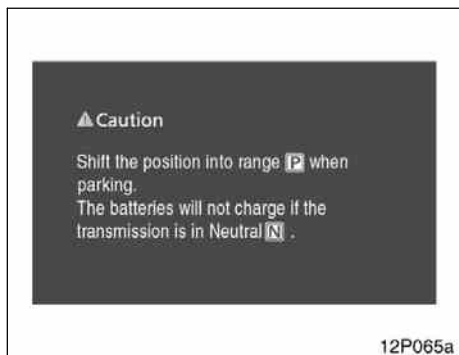 Caution
Shift the position into range P when
parking.
The batteries will not charge if the
transmission is in Neutral N .
12P065a